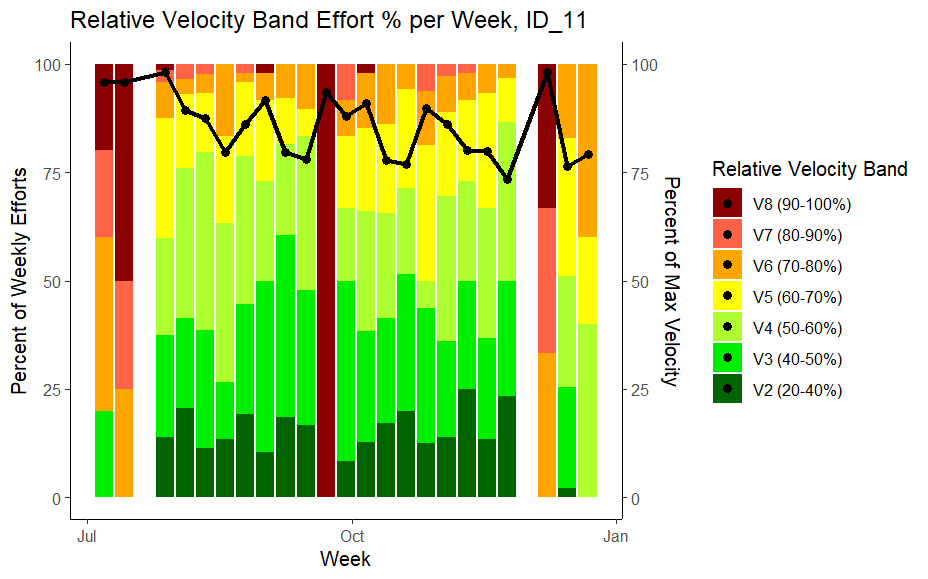 Relative Velocity Band Effort % per Week, ID_11
100
75
50
25
0
Percent of Weekly Efforts
100
75
50
25
0
Percent of Max Velocity
Jul
Oct
Jan
Week
Relative Velocity Band
V8 (90-100%)
V7 (80-90%)
V6 (70-80%)
V5 (60-70%)
V4 (50-60%)
V3 (40-50%)
V2 (20-40%)